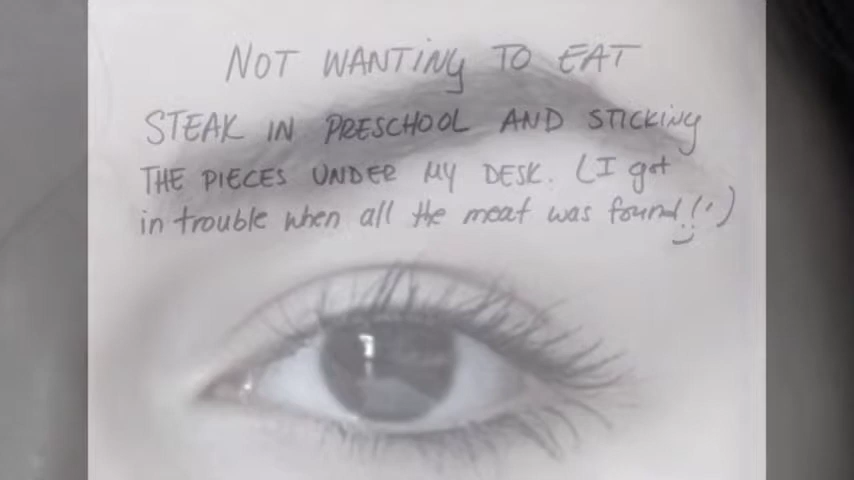 NOT WANTING TO EAT
STEAK IN PRESCHOOL AND STICKING
THE PIECES UNDER MY DESK. (I got
in trouble when all the meat was found!!)